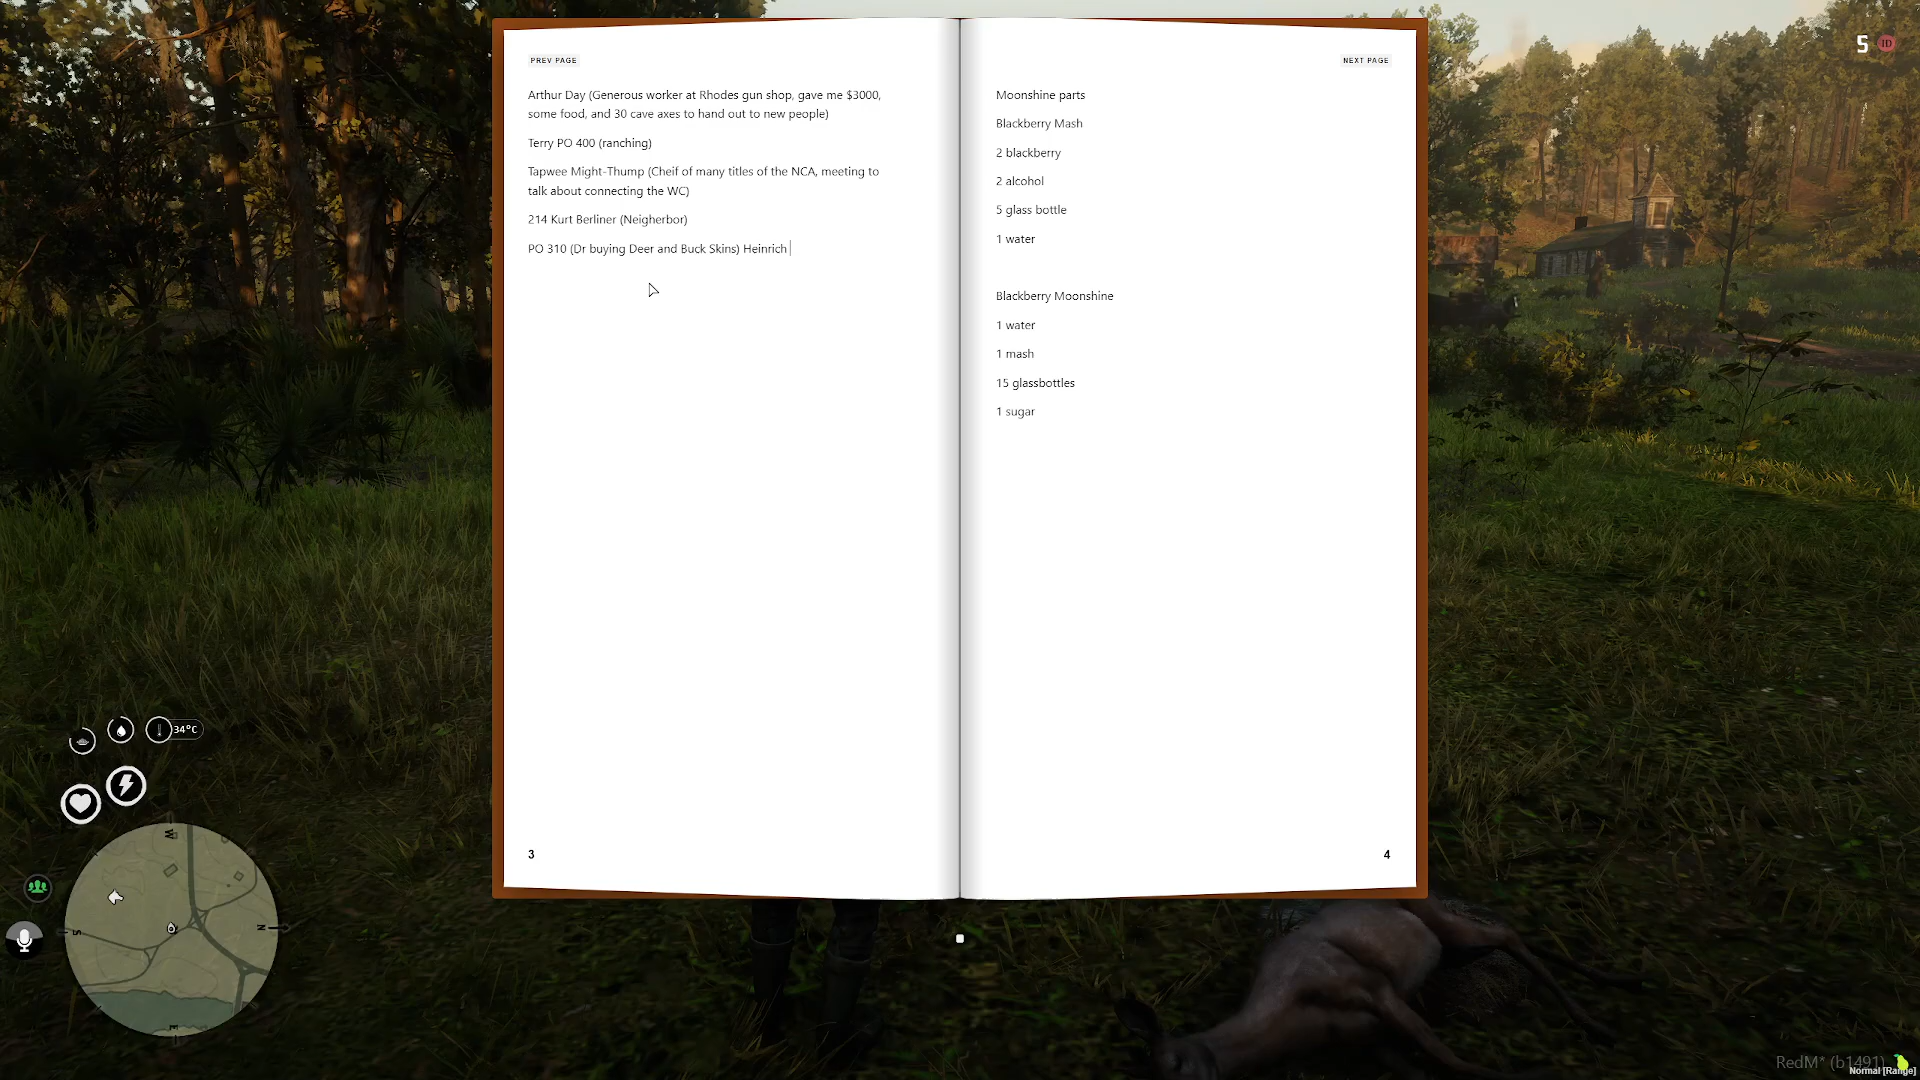 PREV PAGE
Arthur Day (Generous worker at Rhodes gun shop, gave me $3000,
some food, and 30 cave axes to hand out to new people)
Terry PO 400 (ranching)
Tapwee Might-Thump (Cheif of many titles of the NCA, meeting to
talk about connecting the WC)
214 Kurt Berliner (Neigherbor)
PO 310 (Dr buying Deer and Buck Skins) Heinrich
3
NEXT PAGE
Moonshine parts
Blackberry Mash
2 blackberry
2 alcohol
5 glass bottle
1 water
Blackberry Moonshine
1 water
1 mash
15 glassbottles
1 sugar
4
5 ID
34°C
W
S
N
E
RedM* (b1491)
Normal [Range]